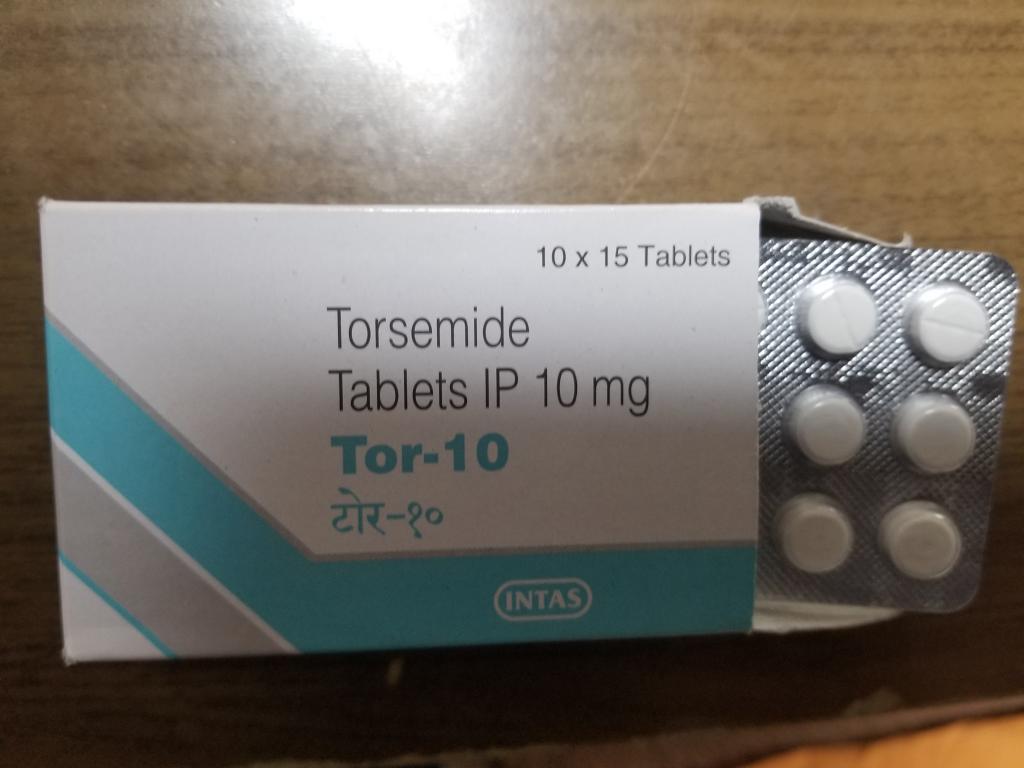 10 x 15 Tablets
Torsemide
Tablets IP 10 mg
Tor-10
टोर-१०
INTAS